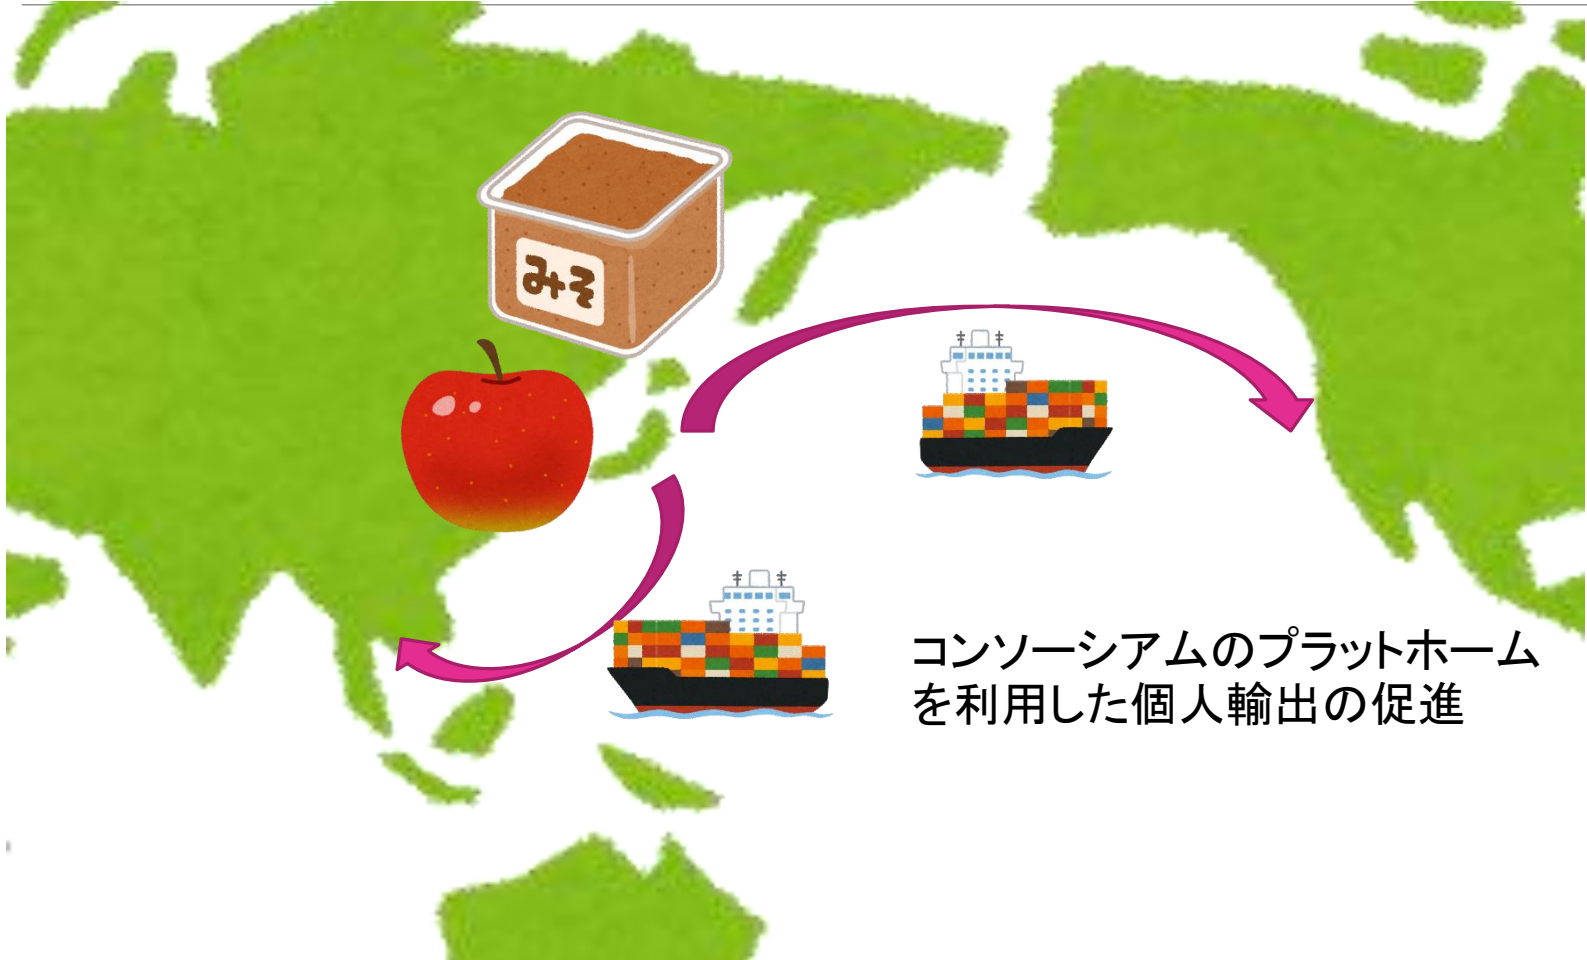 みそ
コンソーシアムのプラットホーム
を利用した個人輸出の促進